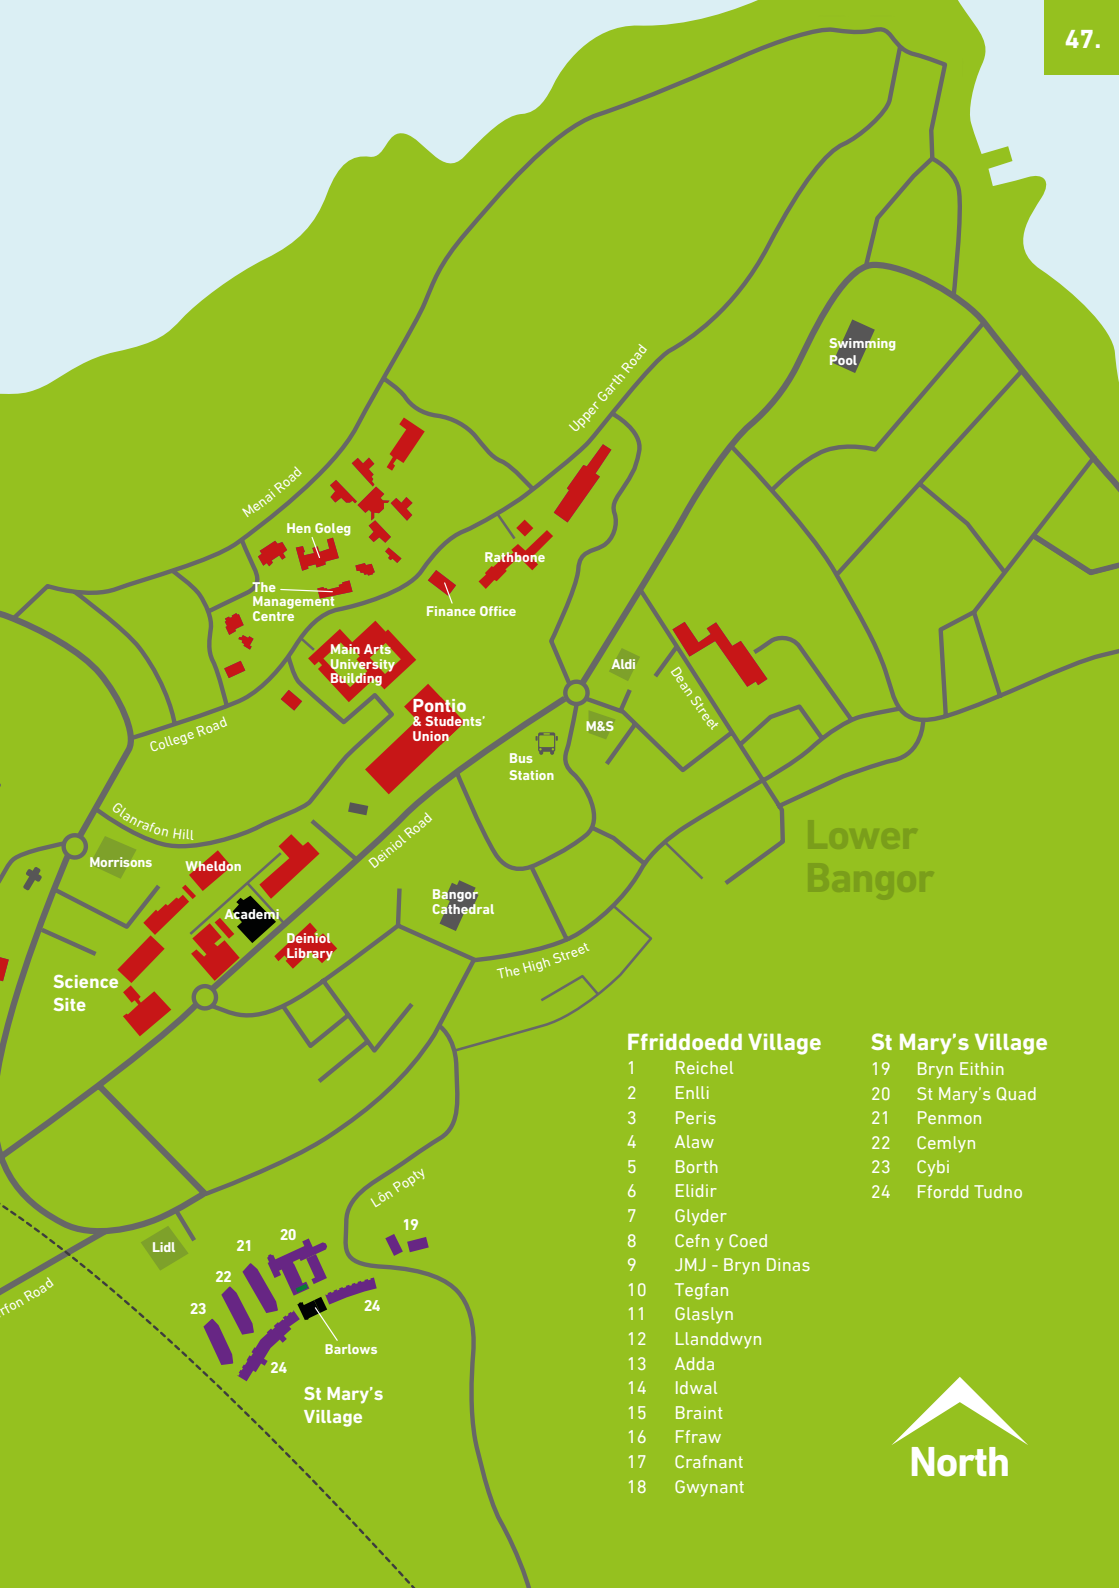 47.
Swimming
Pool
Upper Garth Road
Menai Road
Hen Goleg
Rathbone
The
Management
Centre
Finance Office
Main Arts
University
Building
Aldi
Dean Street
Pontio
& Students’
Union
M&S
College Road
Bus
Station
Glanrafon Hill
Deiniol Road
Lower
Bangor
Morrisons
Wheldon
Bangor
Cathedral
Academi
Deiniol
Library
The High Street
Science
Site
Ffriddoedd Village
1 Reichel
2 Enlli
3 Peris
4 Alaw
5 Borth
6 Elidir
7 Glyder
8 Cefn y Coed
9 JMJ - Bryn Dinas
10 Tegfan
11 Glaslyn
12 Llanddwyn
13 Adda
14 Idwal
15 Braint
16 Ffraw
17 Crafnant
18 Gwynant
St Mary’s Village
19 Bryn Eithin
20 St Mary’s Quad
21 Penmon
22 Cemlyn
23 Cybi
24 Ffordd Tudno
Lôn Popty
19
20
21
Lidl
22
23
24
rfon Road
Barlows
24
St Mary’s
Village
North